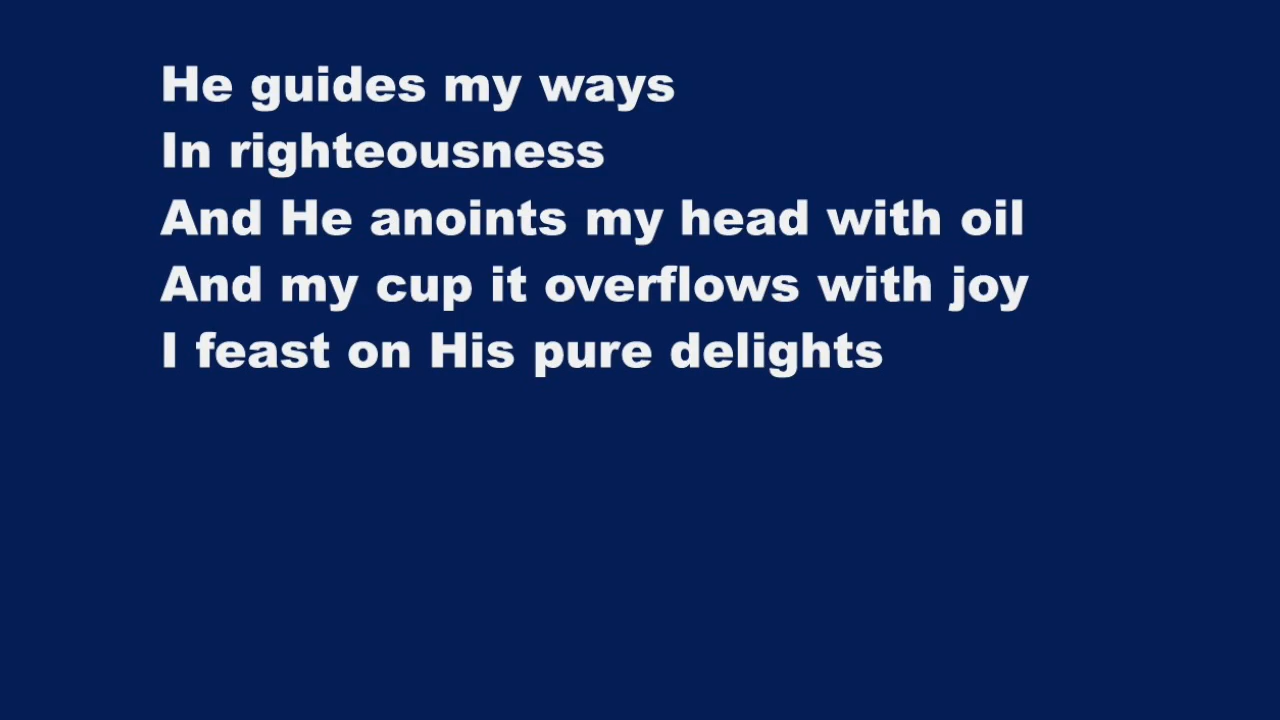 He guides my ways
In righteousness
And He anoints my head with oil
And my cup it overflows with joy
I feast on His pure delights